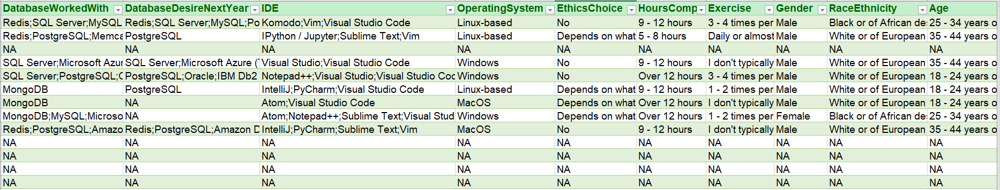 DatabaseWorkedWith DatabaseDesireNextYear IDE OperatingSystem EthicsChoice HoursComp Exercise Gender RaceEthnicity Age
Redis;SQL Server;MySQL Redis;SQL Server;MySQL;Po Komodo;Vim;Visual Studio Code Linux-based No 9 - 12 hours 3 - 4 times per Male Black or of African des 25 - 34 years o
Redis;PostgreSQL;Memca PostgreSQL IPython / Jupyter;Sublime Text;Vim Linux-based Depends on what 5 - 8 hours Daily or almost Male White or of European 35 - 44 years o
NA NA NA NA NA NA NA NA NA NA
SQL Server;Microsoft Azur SQL Server;Microsoft Azure (T Visual Studio;Visual Studio Code Windows No 9 - 12 hours I don't typically Male White or of European 35 - 44 years o
SQL Server;PostgreSQL;O PostgreSQL;Oracle;IBM Db2 Notepad++;Visual Studio;Visual Studio Coc Windows No Over 12 hours 3 - 4 times per Male White or of European 18 - 24 years o
MongoDB PostgreSQL IntelliJ;PyCharm;Visual Studio Code Linux-based Depends on what 9 - 12 hours 1 - 2 times per Male White or of European 18 - 24 years o
MongoDB NA Atom;Visual Studio Code MacOS Depends on what Over 12 hours I don't typically Male White or of European 18 - 24 years o
MongoDB;MySQL;Microso NA Atom;Notepad++;Sublime Text;Visual Stud Windows Depends on what Over 12 hours 1 - 2 times per Female Black or of African des 25 - 34 years o
Redis;PostgreSQL;Amazo Redis;PostgreSQL;Amazon D IntelliJ;PyCharm;Sublime Text;Vim MacOS No 9 - 12 hours I don't typically Male White or of European 35 - 44 years o
NA NA NA NA NA NA NA NA NA NA
NA NA NA NA NA NA NA NA NA NA
NA NA NA NA NA NA NA NA NA NA
NA NA NA NA NA NA NA NA NA NA